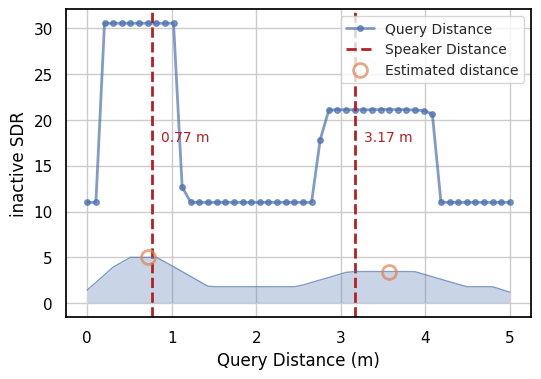 30
25
20
15
10
5
0
inactive SDR
Query Distance
Speaker Distance
Estimated distance
0.77 m
3.17 m
0 1 2 3 4 5
Query Distance (m)